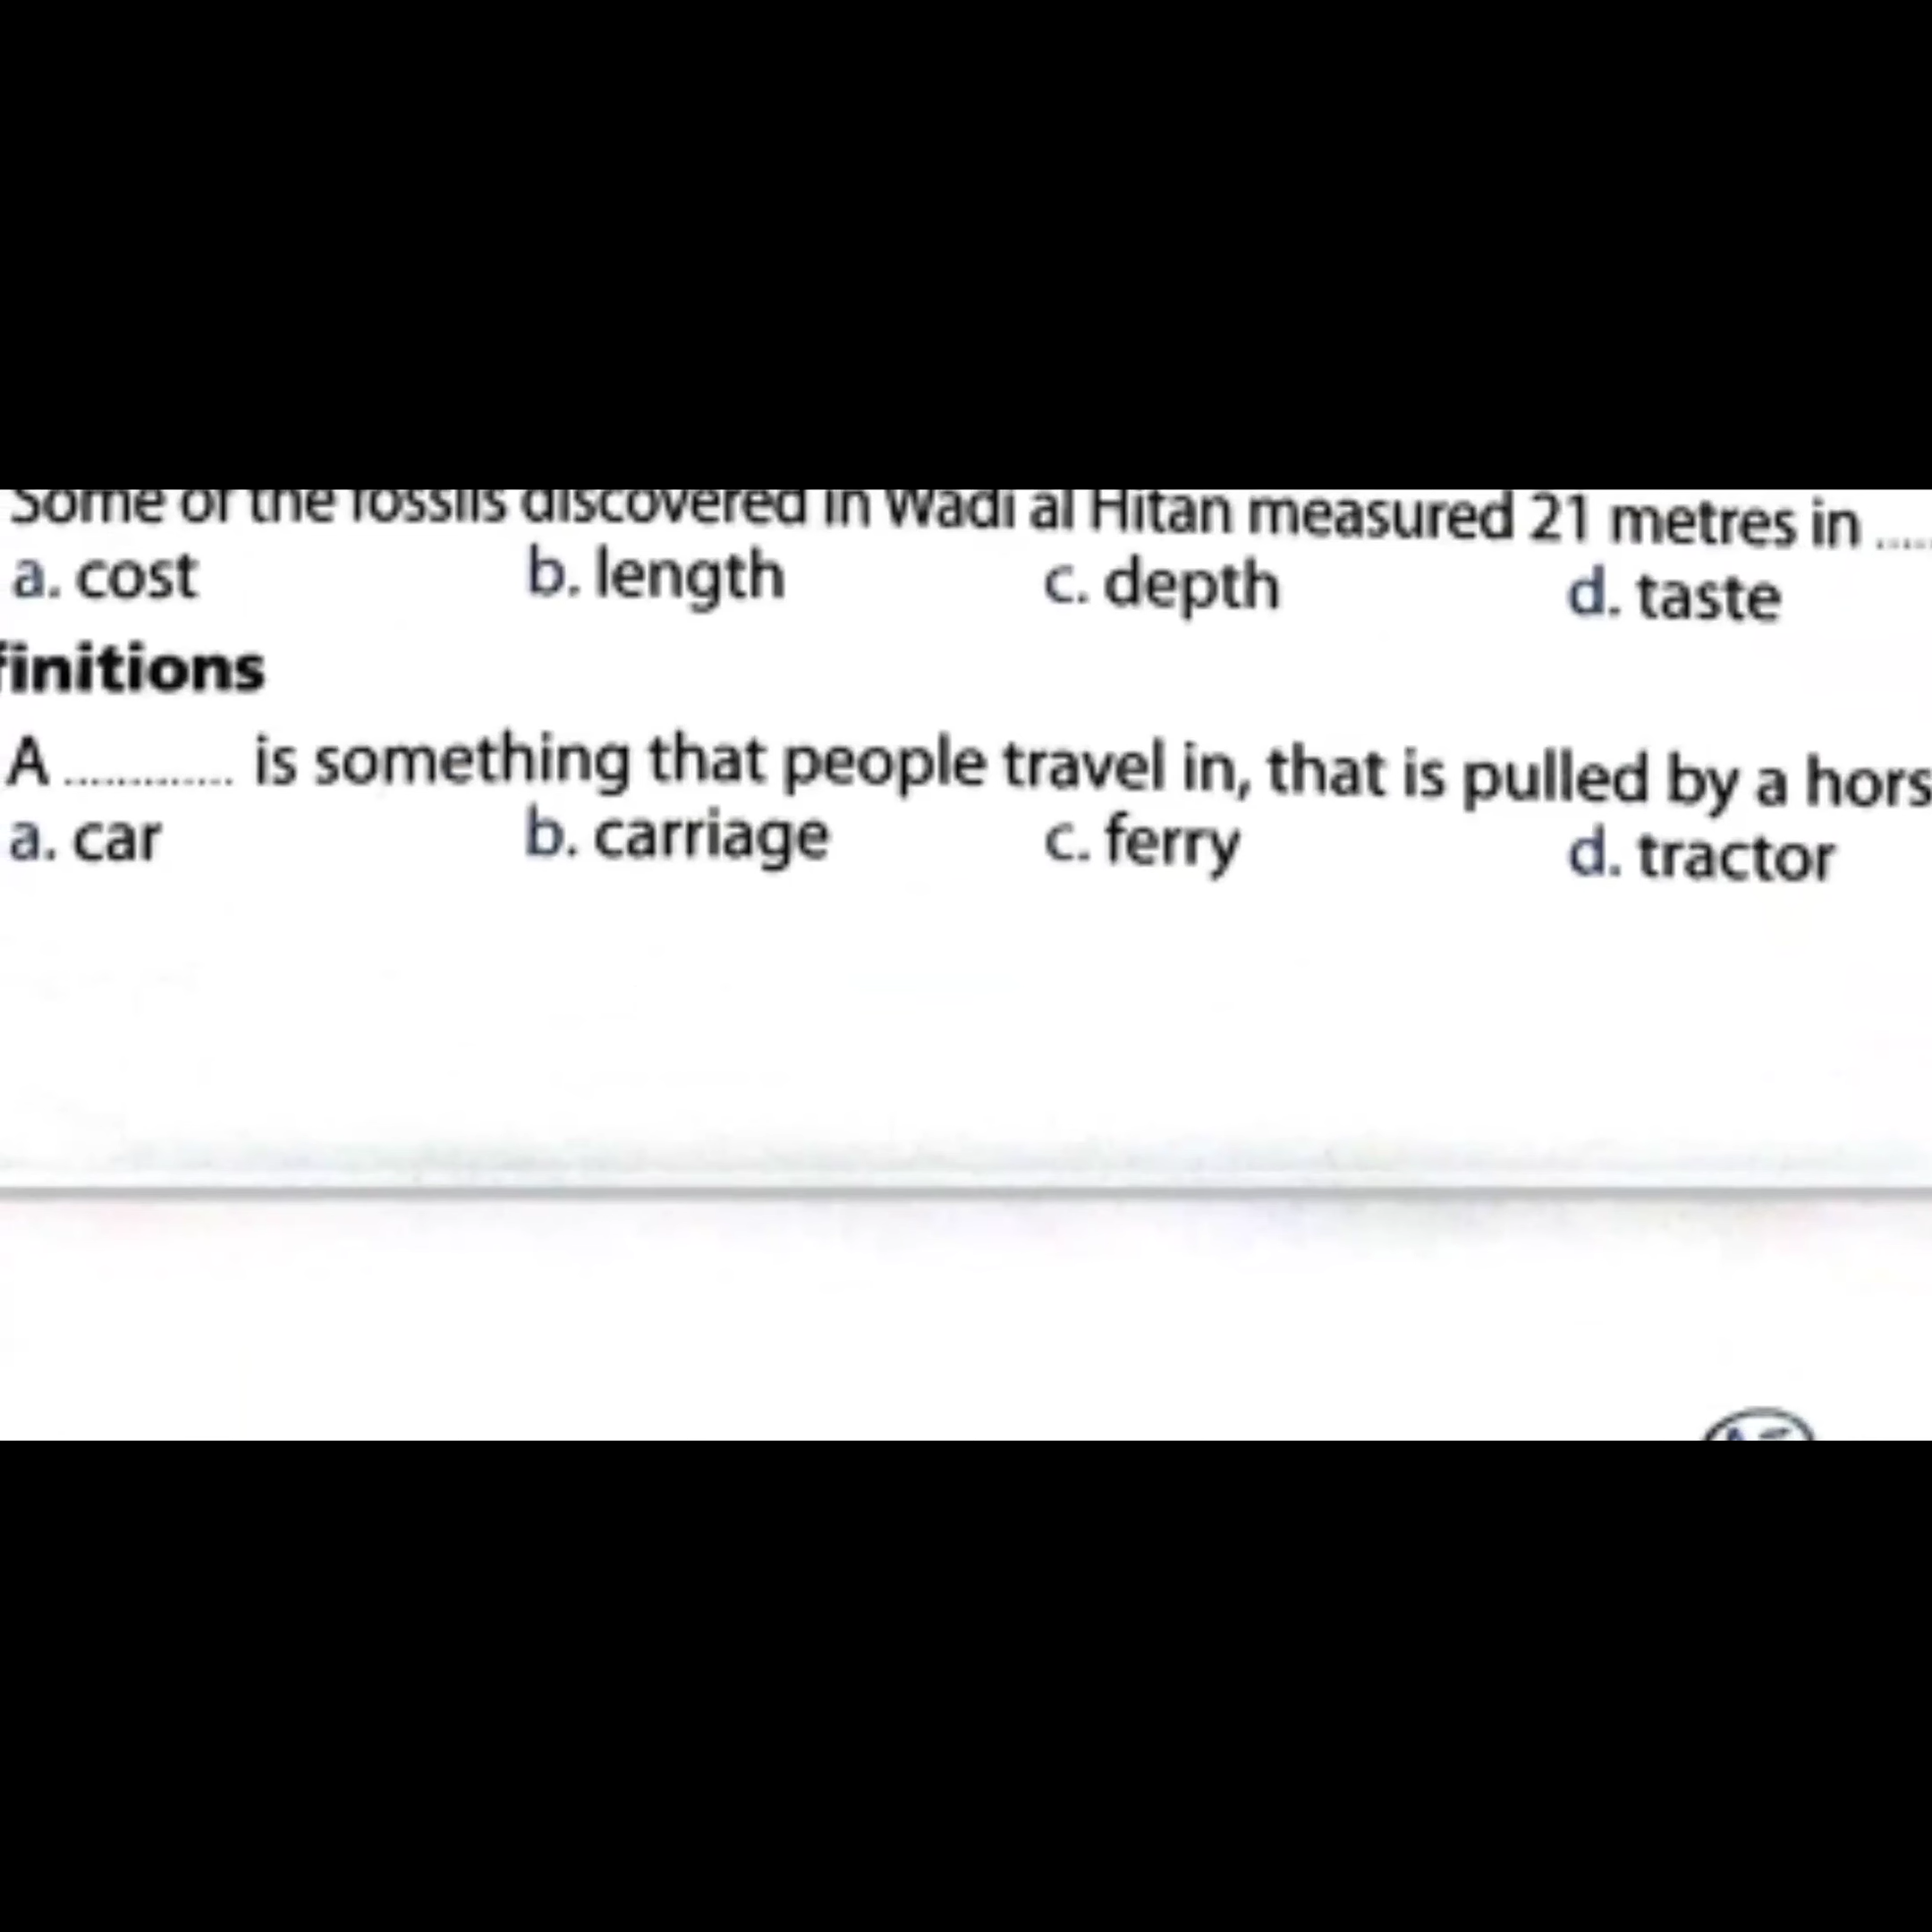 Some of the fossils discovered in Wadi al Hitan measured 21 metres in .....
a. cost b. length c. depth d. taste
finitions
A ............. is something that people travel in, that is pulled by a hors
a. car b. carriage c. ferry d. tractor